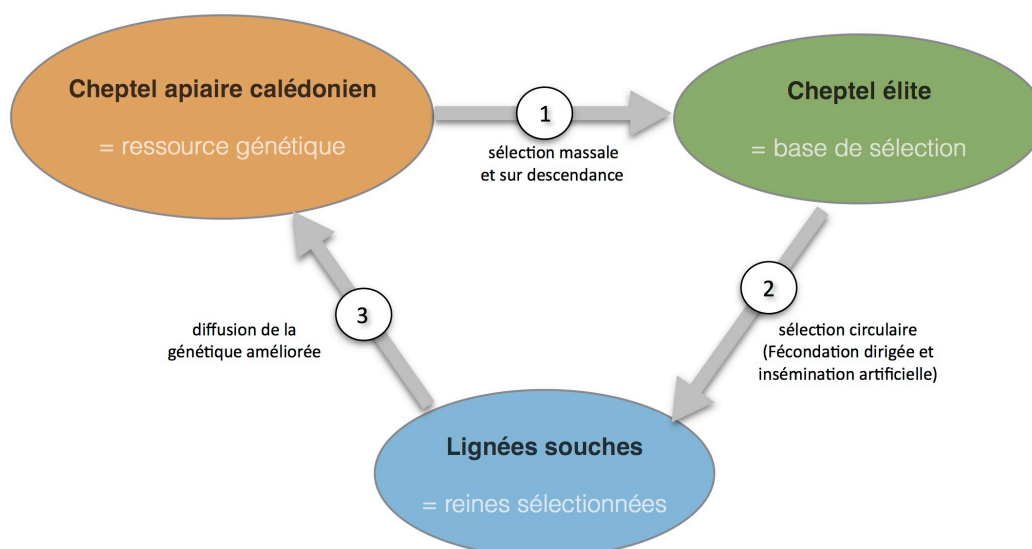 Cheptel apiaire calédonien
= ressource génétique
1
sélection massale
et sur descendance
Cheptel élite
= base de sélection
2
sélection circulaire
(Fécondation dirigée et
insémination artificielle)
3
diffusion de la
génétique améliorée
Lignées souches
= reines sélectionnées